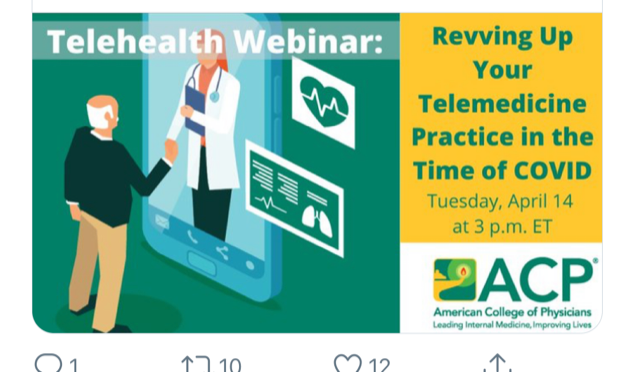 Telehealth Webinar:
Revving Up
Your
Telemedicine
Practice in the
Time of COVID
Tuesday, April 14
at 3 p.m. ET
ACP®
American College of Physicians
Leading Internal Medicine, Improving Lives
1
10
12